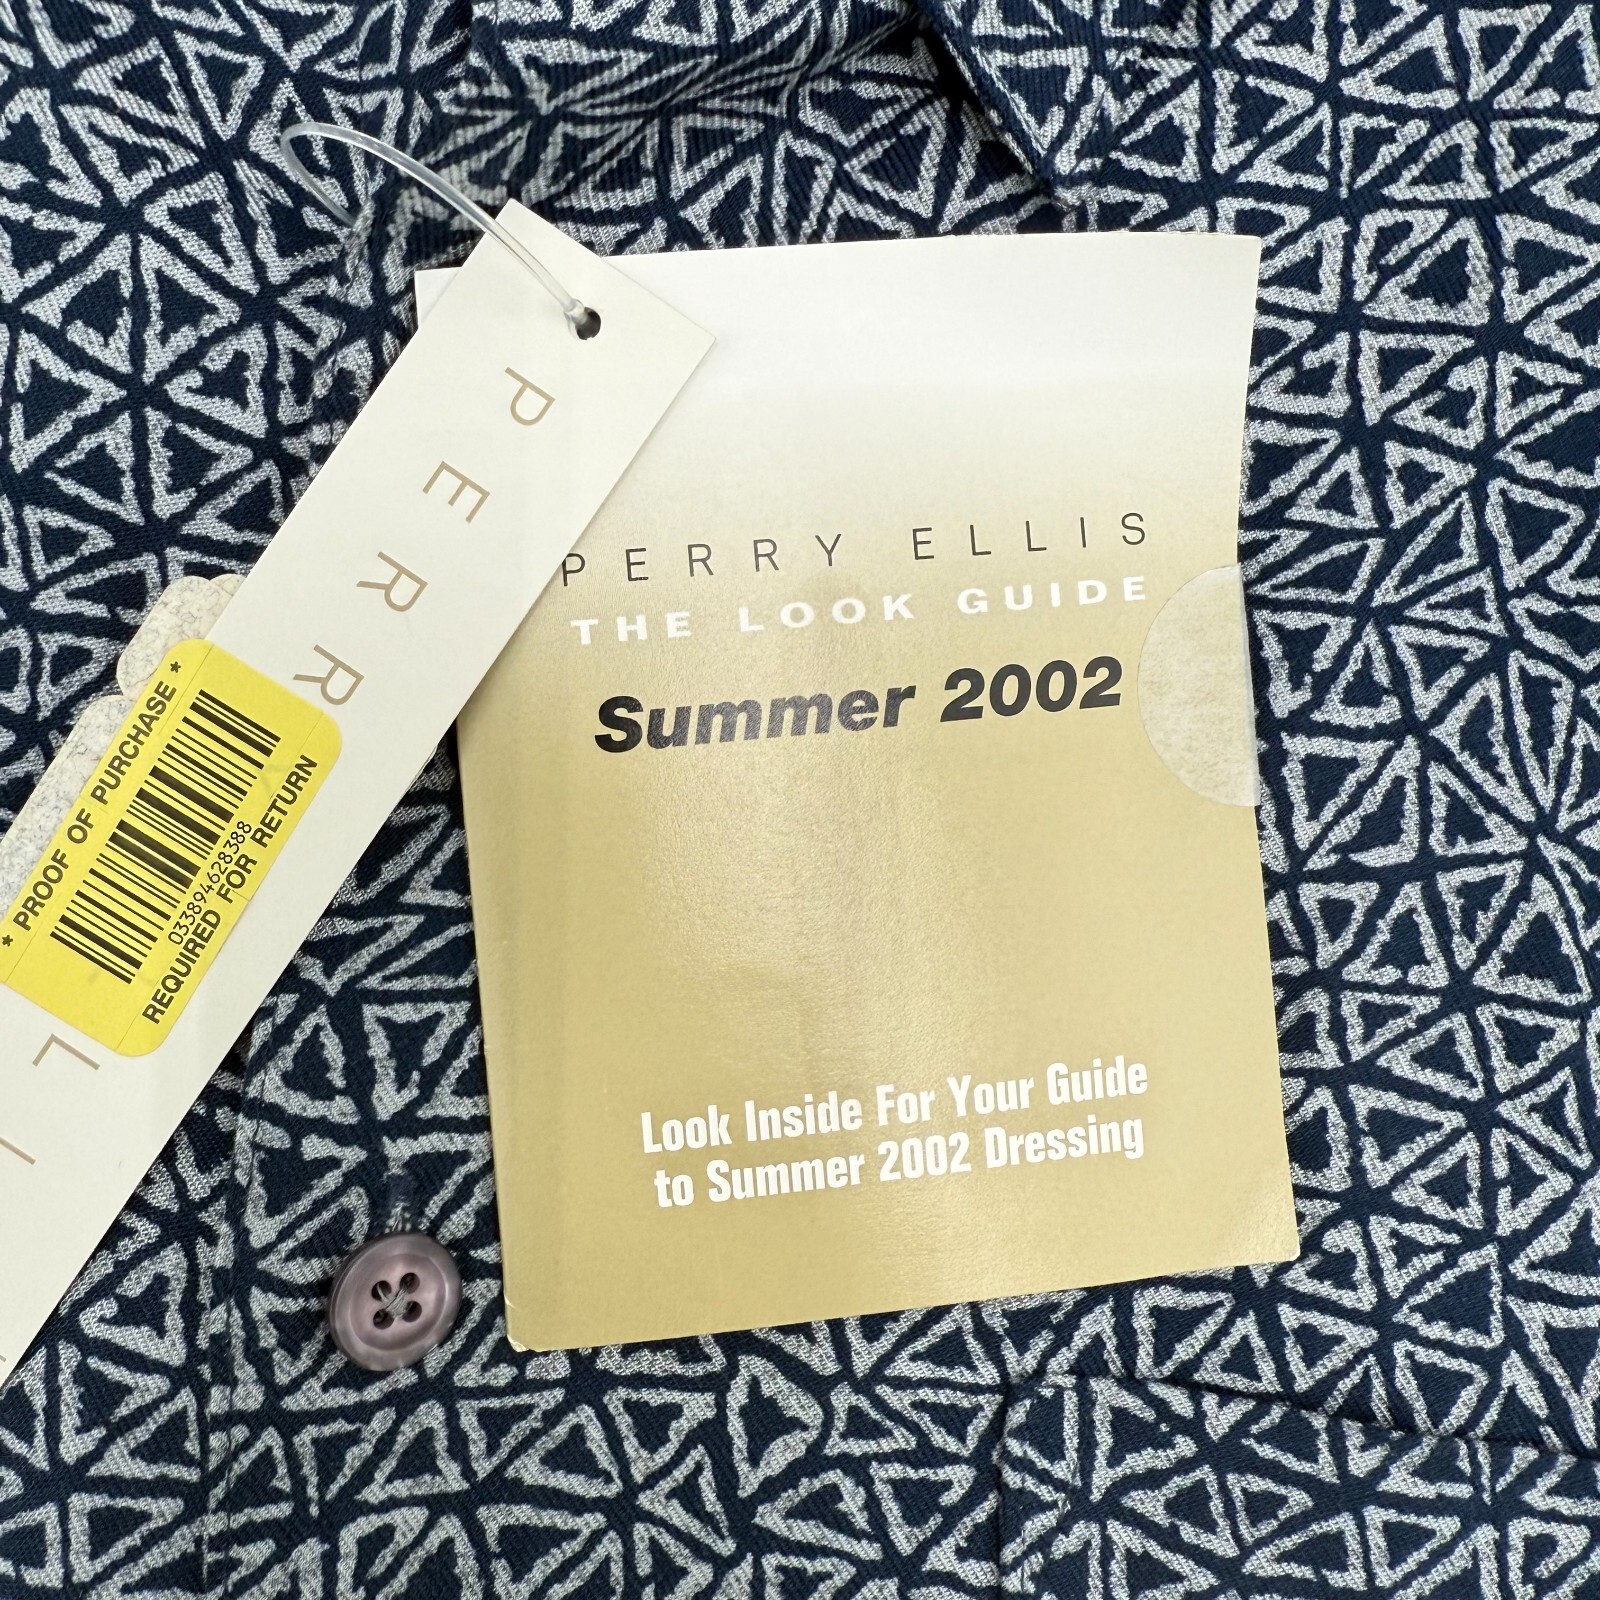 PERRY ELLIS
THE LOOK GUIDE
Summer 2002
Look Inside For Your Guide
to Summer 2002 Dressing
P E R R
L L I
* PROOF OF PURCHASE *
033894628388
REQUIRED FOR RETURN